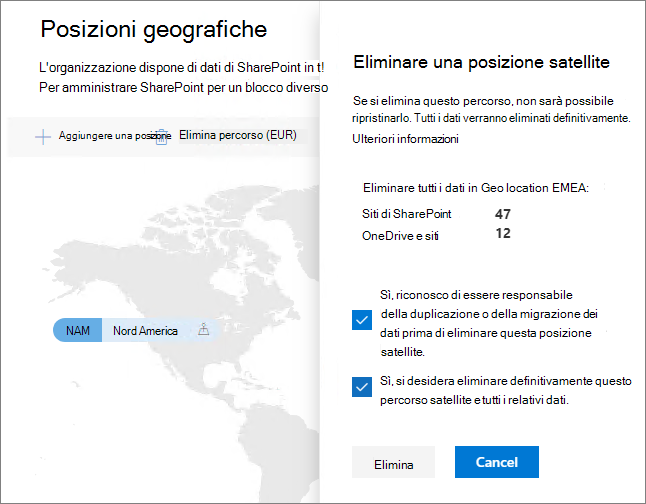 Posizioni geografiche
L'organizzazione dispone di dati di SharePoint in t!
Per amministrare SharePoint per un blocco diverso
Aggiungere una posizione
Elimina percorso (EUR)
NAM
Nord America
Eliminare una posizione satellite
Se si elimina questo percorso, non sarà possibile
ripristinarlo. Tutti i dati verranno eliminati definitivamente.
Ulteriori informazioni
Eliminare tutti i dati in Geo location EMEA:
Siti di SharePoint 47
OneDrive e siti 12
Sì, riconosco di essere responsabile
della duplicazione o della migrazione dei
dati prima di eliminare questa posizione
satellite.
Sì, si desidera eliminare definitivamente questo
percorso satellite e tutti i relativi dati.
Elimina
Cancel